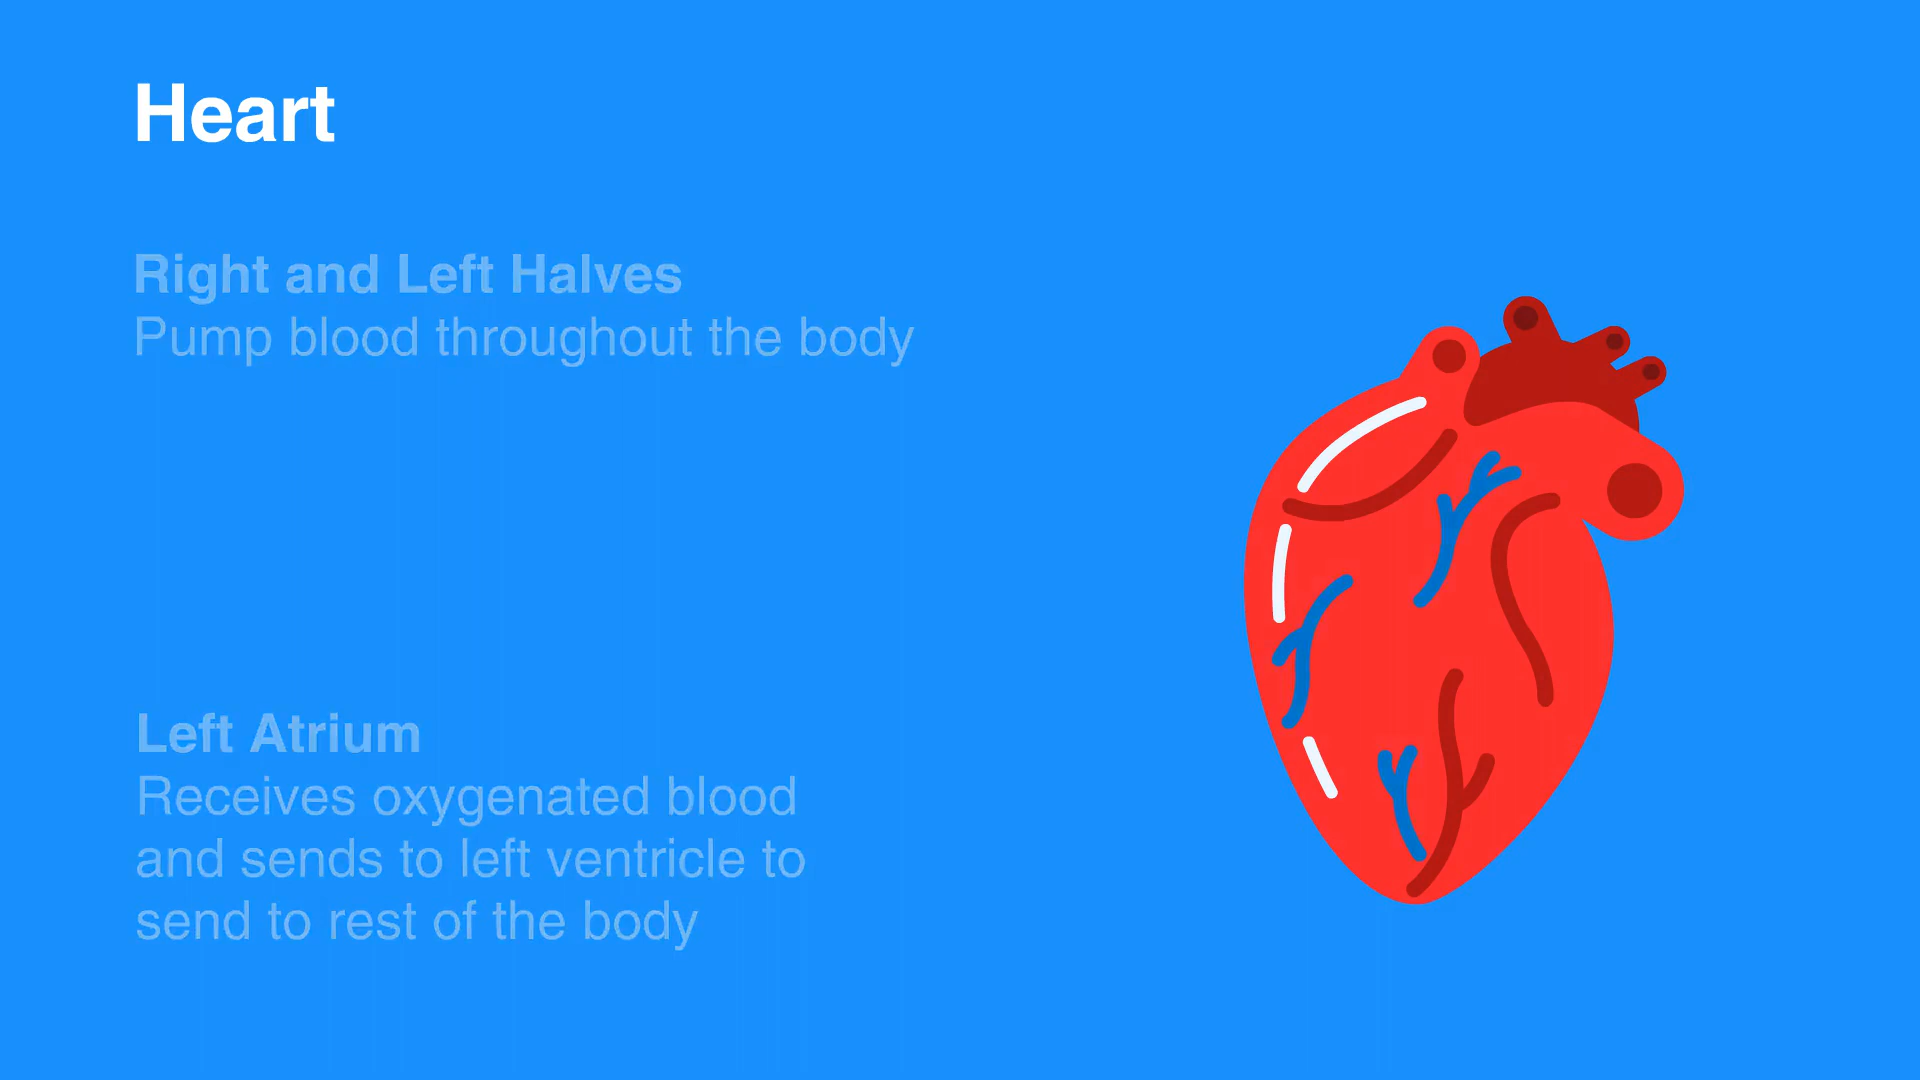 Heart
Right and Left Halves
Pump blood throughout the body
Left Atrium
Receives oxygenated blood
and sends to left ventricle to
send to rest of the body